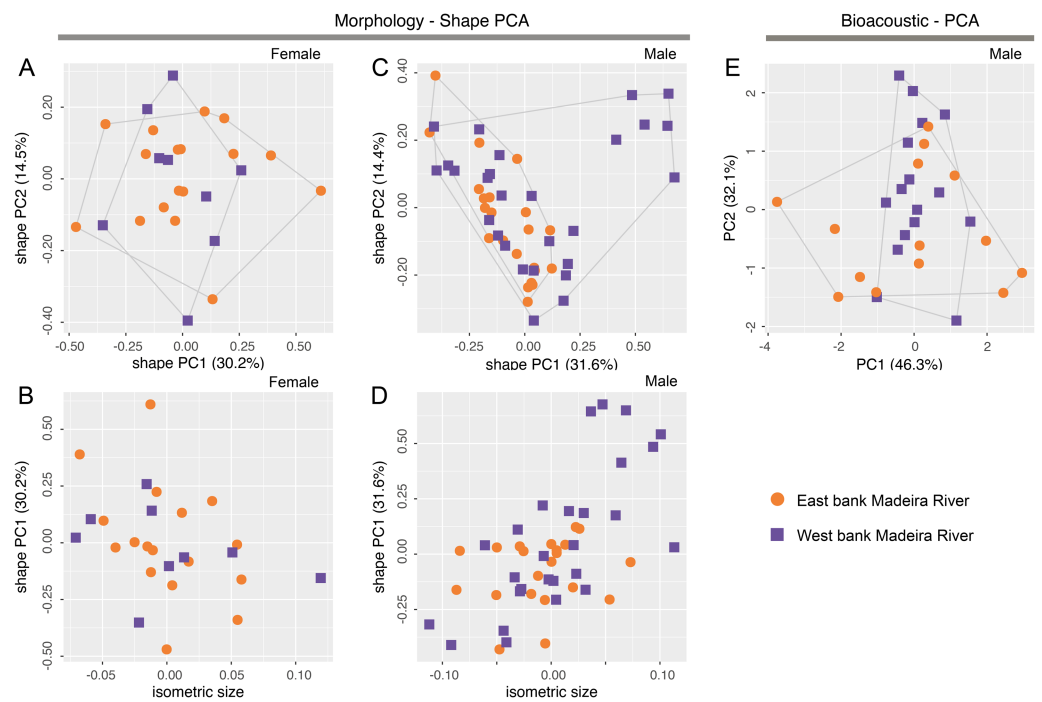 Morphology - Shape PCA
Bioacoustic - PCA
A
Female
shape PC2 (14.5%)
0.20
0.00
-0.20
-0.40
-0.50
-0.25
0.00
0.25
0.50
shape PC1 (30.2%)
C
Male
shape PC2 (14.4%)
0.40
0.20
0.00
-0.20
-0.25
0.00
0.25
0.50
shape PC1 (31.6%)
E
Male
PC2 (32.1%)
2
1
0
-1
-2
-4
-2
0
2
PC1 (46.3%)
B
Female
shape PC1 (30.2%)
0.50
0.25
0.00
-0.25
-0.50
-0.05
0.00
0.05
0.10
isometric size
D
Male
shape PC1 (31.6%)
0.50
0.25
0.00
-0.25
-0.10
0.00
0.10
isometric size
East bank Madeira River
West bank Madeira River